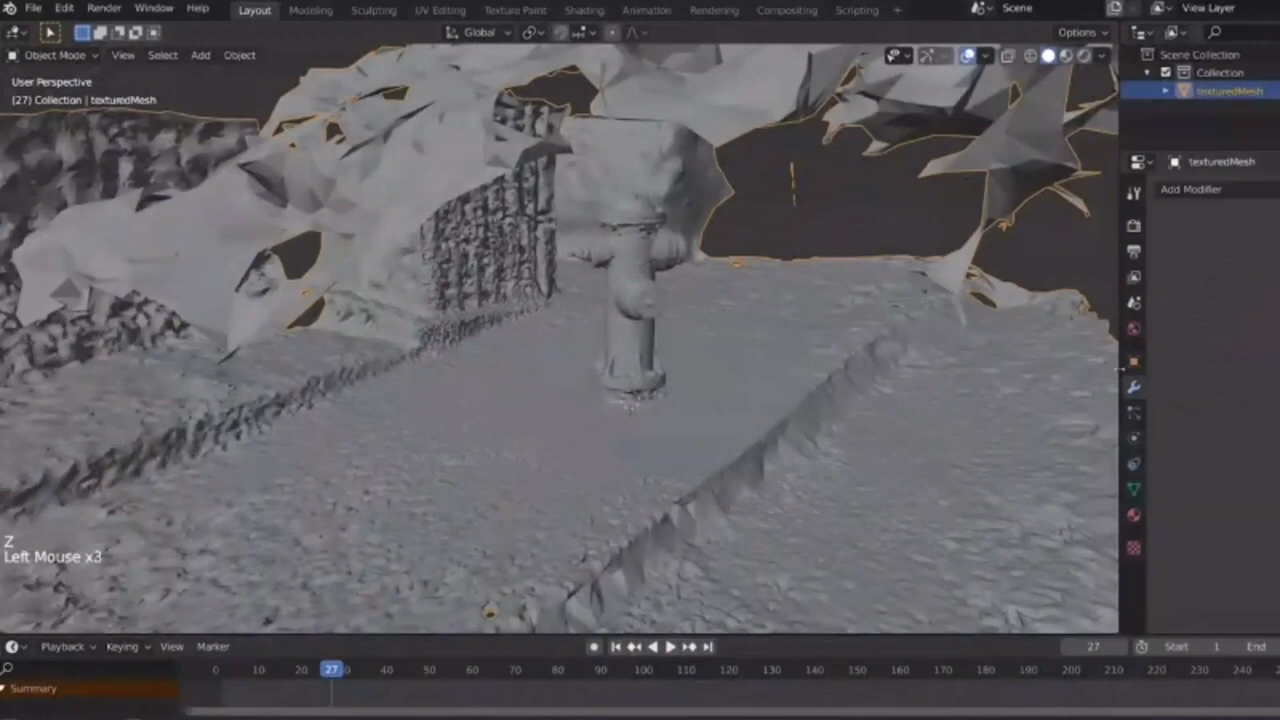 File Edit Render Window Help Layout Modeling Sculpting UV Editing Texture Paint Shading Animation Rendering Compositing Scripting + Scene View Layer
Global Options
Object Mode View Select Add Object
Scene Collection
Collection
texturedMesh
User Perspective
(27) Collection | texturedMesh
texturedMesh
Add Modifier
Z
Left Mouse x3
Playback Keying View Marker 27 Start 1 End
0 10 20 27 40 50 60 70 80 90 100 110 120 130 140 150 160 170 180 190 200 210 220 230 240
Summary